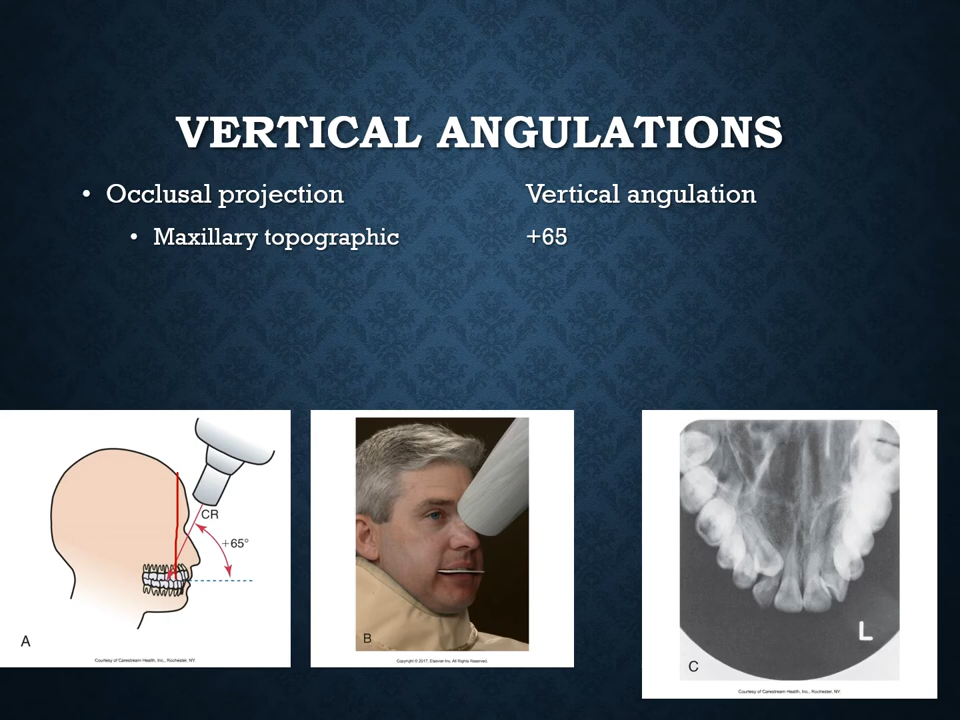 VERTICAL ANGULATIONS
• Occlusal projection Vertical angulation
• Maxillary topographic +65
CR
+65°
A
Courtesy of Carestream Health, Inc., Rochester, NY.
B
Copyright © 2017, Elsevier Inc. All Rights Reserved.
L
C
Courtesy of Carestream Health, Inc., Rochester, NY.